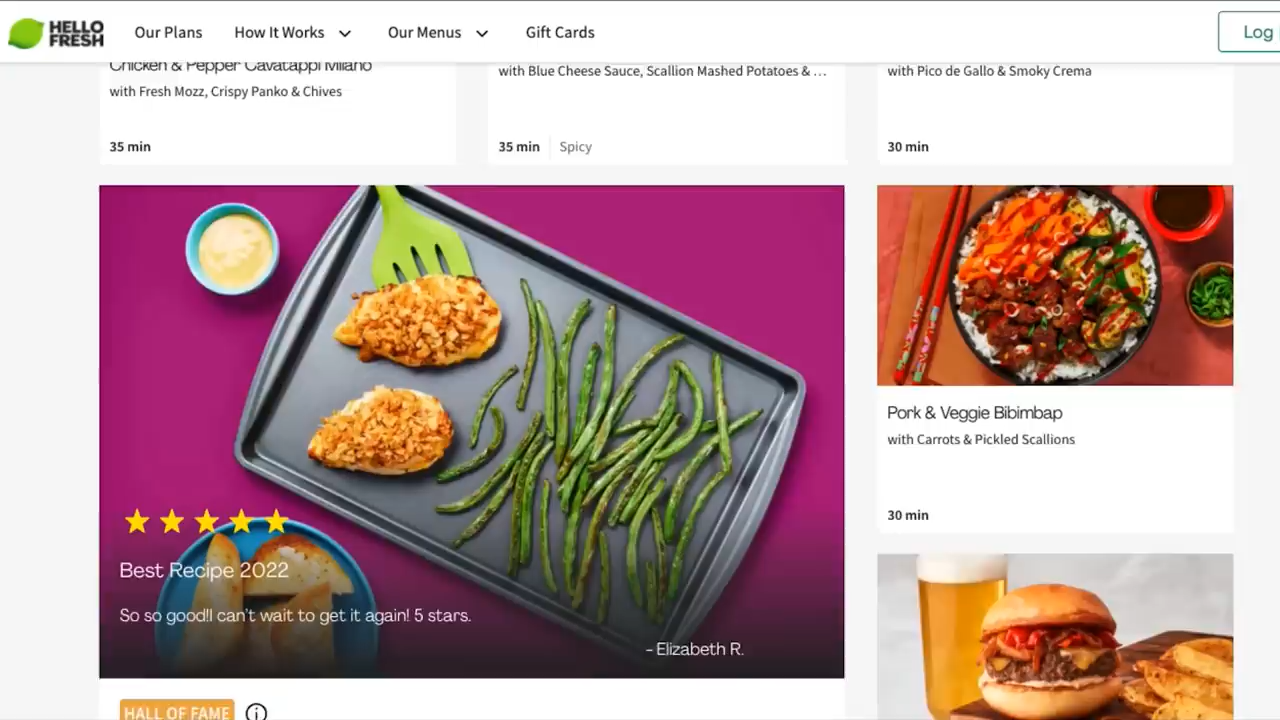 HELLO
FRESH
Our Plans
How It Works
Our Menus
Gift Cards
Log
Chicken & Pepper Cavatappi Milano
with Fresh Mozz, Crispy Panko & Chives
35 min
with Blue Cheese Sauce, Scallion Mashed Potatoes & …
35 min
Spicy
with Pico de Gallo & Smoky Crema
30 min
Best Recipe 2022
So so good!I can't wait to get it again! 5 stars.
- Elizabeth R.
HALL OF FAME
Pork & Veggie Bibimbap
with Carrots & Pickled Scallions
30 min